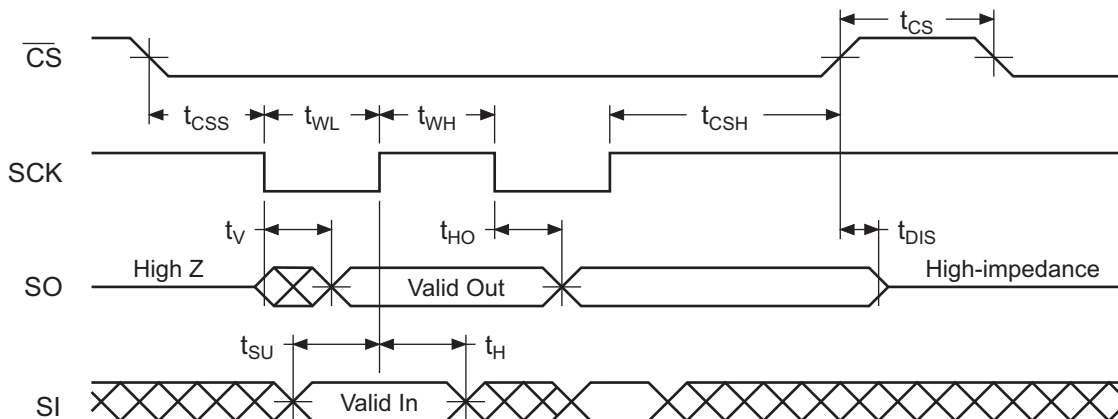 t_CS
C̅S̅
t_CSS t_WL t_WH t_CSH
SCK
t_V t_HO t_DIS
High Z High-impedance
SO Valid Out
t_SU t_H
SI Valid In